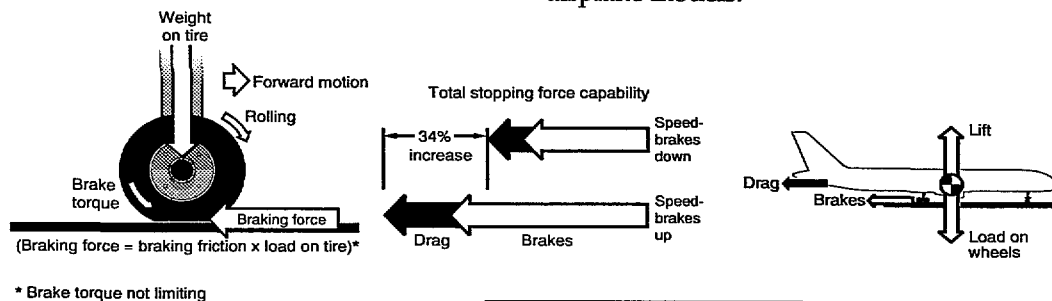 Weight
on tire
Forward motion
Rolling
Brake
torque
Braking force
(Braking force = braking friction x load on tire)*
* Brake torque not limiting
Total stopping force capability
34%
increase
Speed-
brakes
down
Drag
Brakes
Speed-
brakes
up
Lift
Drag
Brakes
Load on
wheels